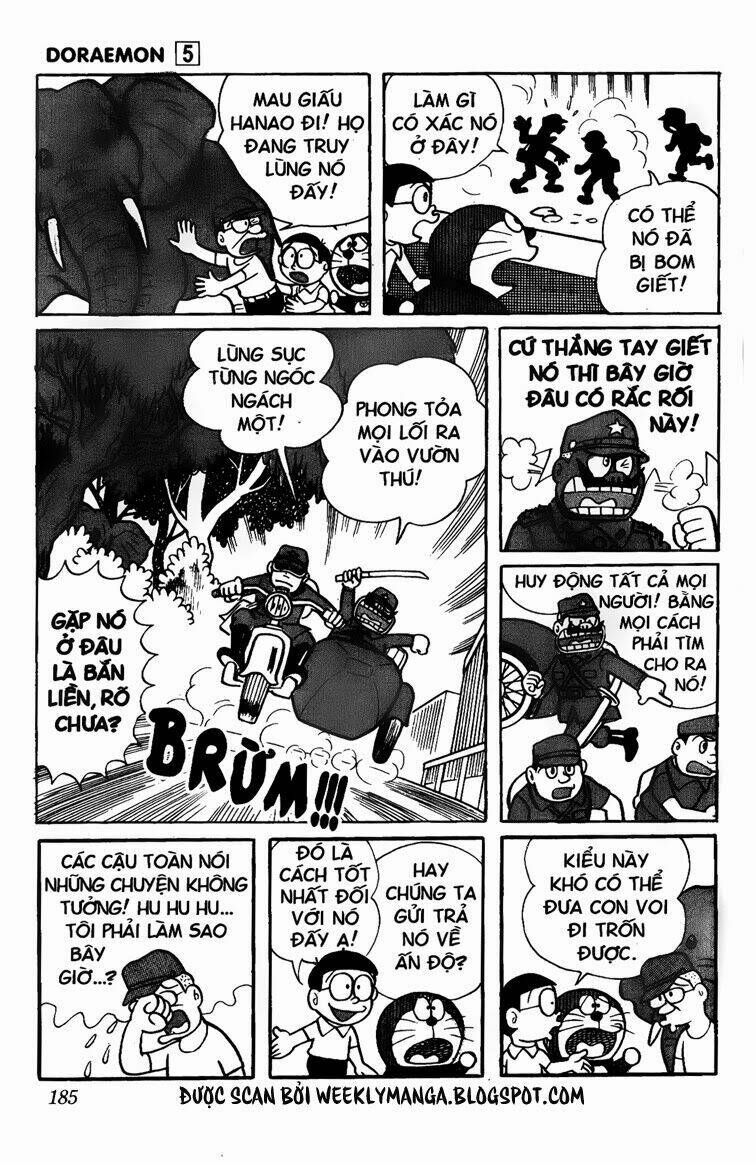 DORAEMON 5
LÀM GÌ
CÓ XÁC NÓ
Ở ĐÂY!
CÓ THỂ
NÓ ĐÃ
BỊ BOM
GIẾT!
MAU GIẤU
HANAO ĐI! HỌ
ĐANG TRUY
LÙNG NÓ
ĐẤY!
CỨ THẲNG TAY GIẾT
NÓ THÌ BÂY GIỜ
ĐÂU CÓ RẮC RỐI
NÀY!
HUY ĐỘNG TẤT CẢ MỌI
NGƯỜI! BẰNG
MỌI CÁCH
PHẢI TÌM
CHO RA
NÓ!
PHONG TỎA
MỌI LỐI RA
VÀO VƯỜN
THÚ!
LÙNG SỤC
TỪNG NGÓC
NGÁCH
MỘT!
GẶP NÓ
Ở ĐÂU
LÀ BẮN
LIỀN, RÕ
CHƯA?
BRỪM!!!
KIỂU NÀY
KHÓ CÓ THỂ
ĐƯA CON VOI
ĐI TRỐN
ĐƯỢC.
HAY
CHÚNG TA
GỬI TRẢ
NÓ VỀ
ẤN ĐỘ?
ĐÓ LÀ
CÁCH TỐT
NHẤT ĐỐI
VỚI NÓ
ĐẤY Ạ!
CÁC CẬU TOÀN NÓI
NHỮNG CHUYỆN KHÔNG
TƯỞNG! HU HU HU...
TÔI PHẢI LÀM SAO
BÂY
GIỜ...?
185
ĐƯỢC SCAN BỞI WEEKLYMANGA.BLOGSPOT.COM